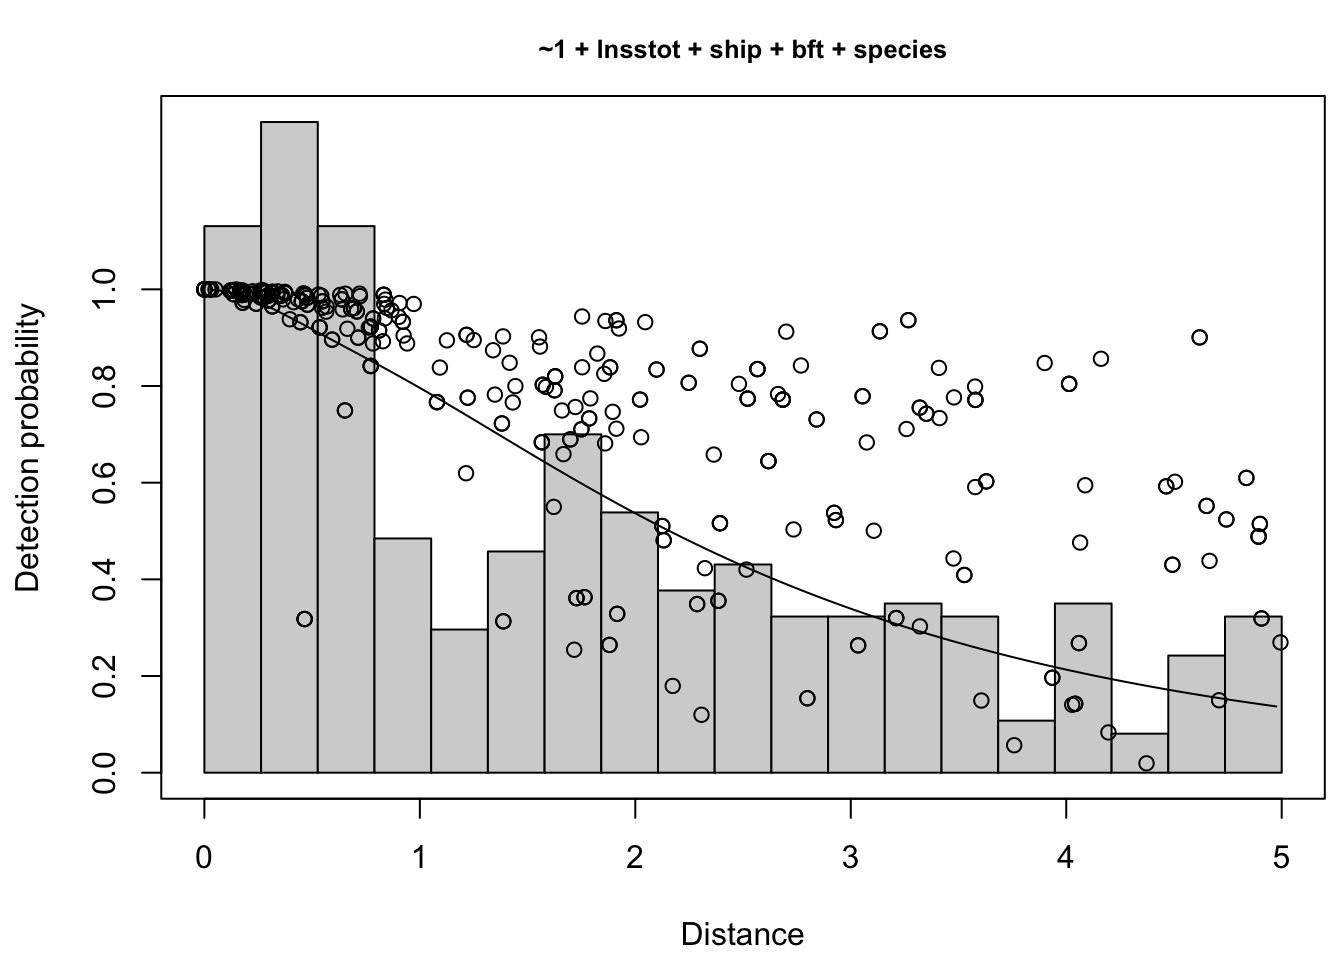 ~1 + lnsstot + ship + bft + species
Detection probability
1.0
0.8
0.6
0.4
0.2
0.0
0 1 2 3 4 5
Distance